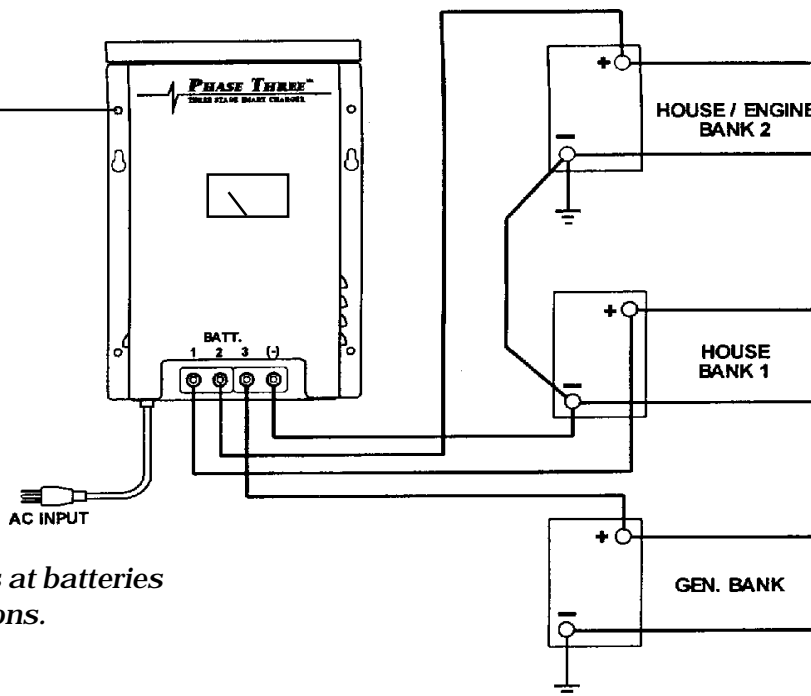 PHASE THREE™
THREE STAGE SMART CHARGER
BATT.
1 2 3 (-)
AC INPUT
+
HOUSE / ENGINE
BANK 2
−
+
HOUSE
BANK 1
−
+
GEN. BANK
−
s at batteries
ons.